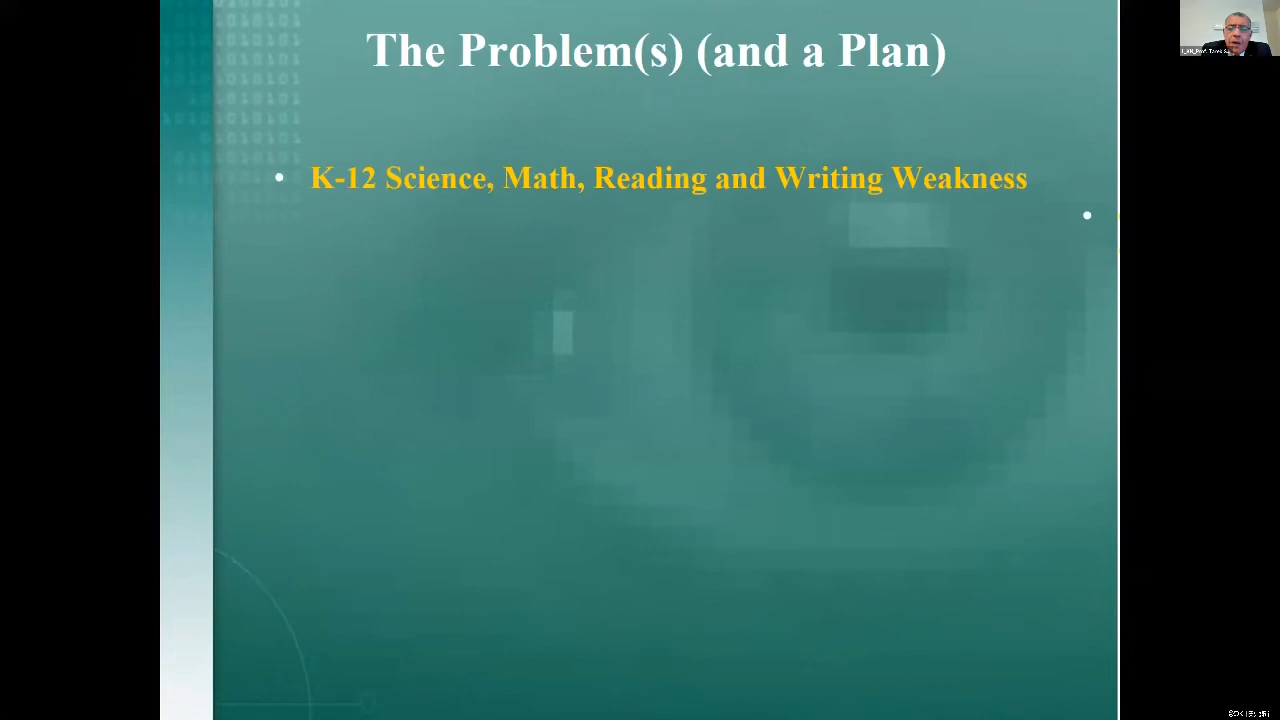 The Problem(s) (and a Plan)
• K-12 Science, Math, Reading and Writing Weakness
•